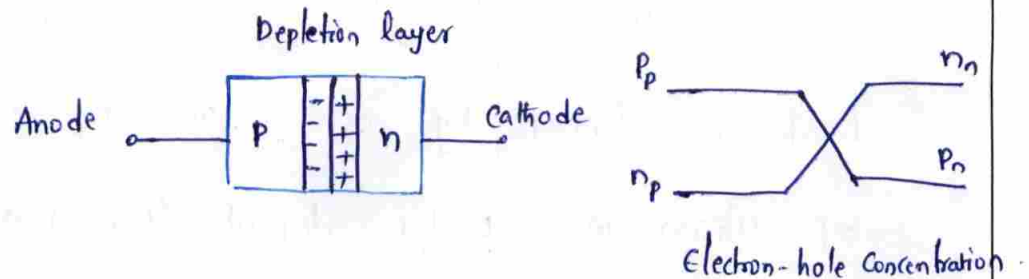 Depletion layer
Anode
P
- +
- +
- +
- +
n
Cathode
Pp
nn
np
Pn
Electron-hole Concentration.